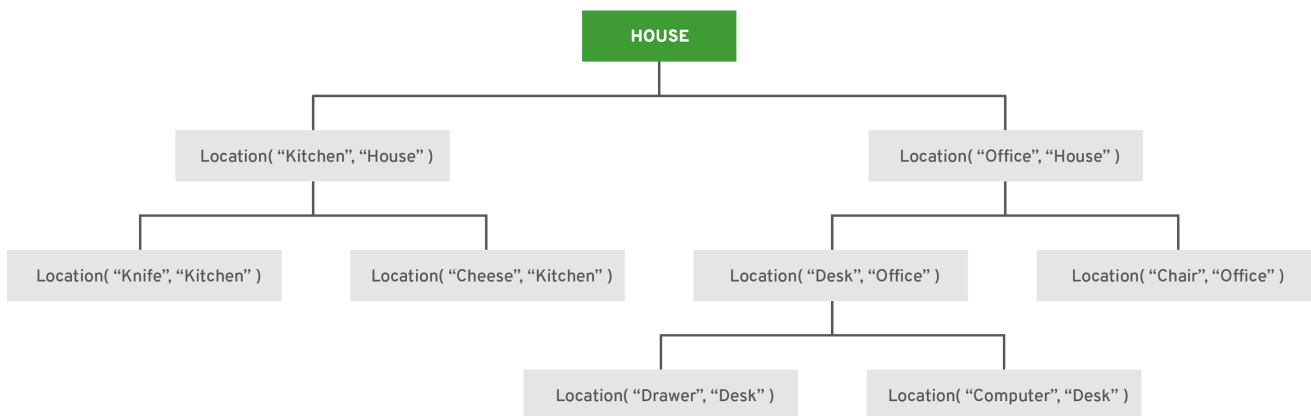 HOUSE
Location( “Kitchen”, “House” )
Location( “Office”, “House” )
Location( “Knife”, “Kitchen” )
Location( “Cheese”, “Kitchen” )
Location( “Desk”, “Office” )
Location( “Chair”, “Office” )
Location( “Drawer”, “Desk” )
Location( “Computer”, “Desk” )